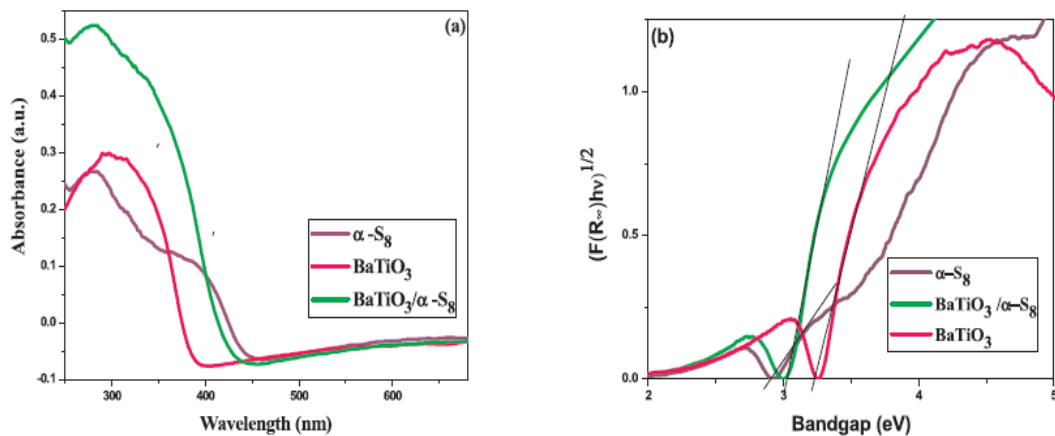 (a)
0.5
0.4
0.3
0.2
0.1
0.0
-0.1
Absorbance (a.u.)
α -S₈
BaTiO₃
BaTiO₃/α -S₈
300 400 500 600
Wavelength (nm)
(b)
1.0
0.5
0.0
(F(R∞)hν)^1/2
α–S₈
BaTiO₃ /α–S₈
BaTiO₃
2 3 4 5
Bandgap (eV)